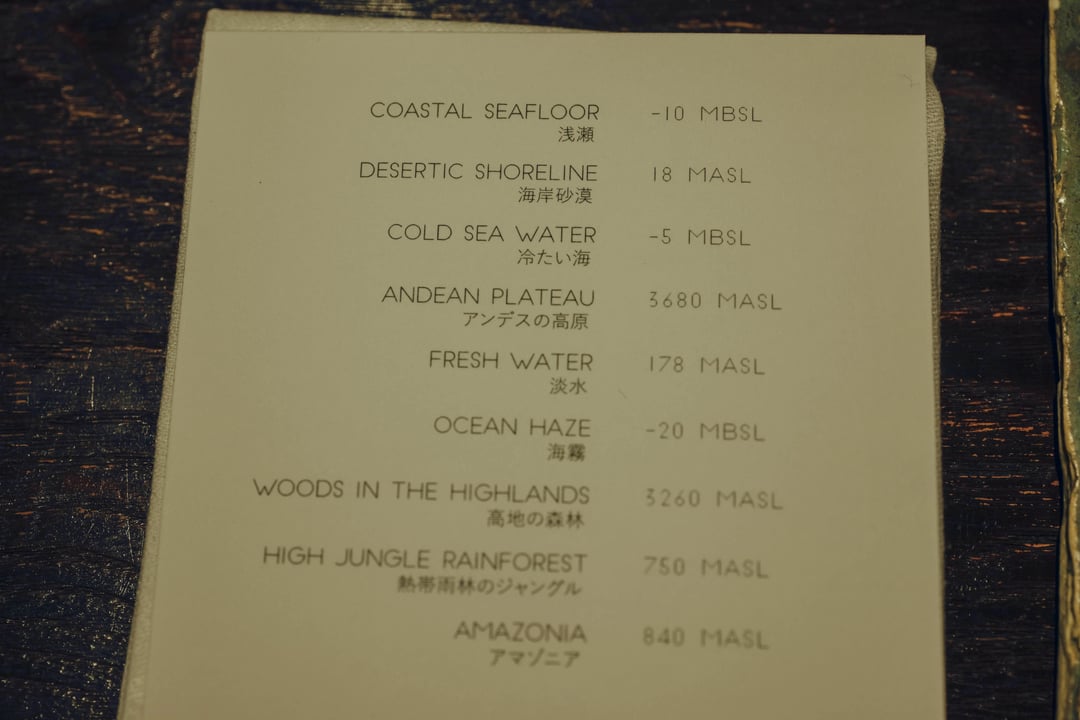 COASTAL SEAFLOOR -10 MBSL
浅瀬
DESERTIC SHORELINE 18 MASL
海岸砂漠
COLD SEA WATER -5 MBSL
冷たい海
ANDEAN PLATEAU 3680 MASL
アンデスの高原
FRESH WATER 178 MASL
淡水
OCEAN HAZE -20 MBSL
海霧
WOODS IN THE HIGHLANDS 3260 MASL
高地の森林
HIGH JUNGLE RAINFOREST 750 MASL
熱帯雨林のジャングル
AMAZONIA 840 MASL
アマゾニア